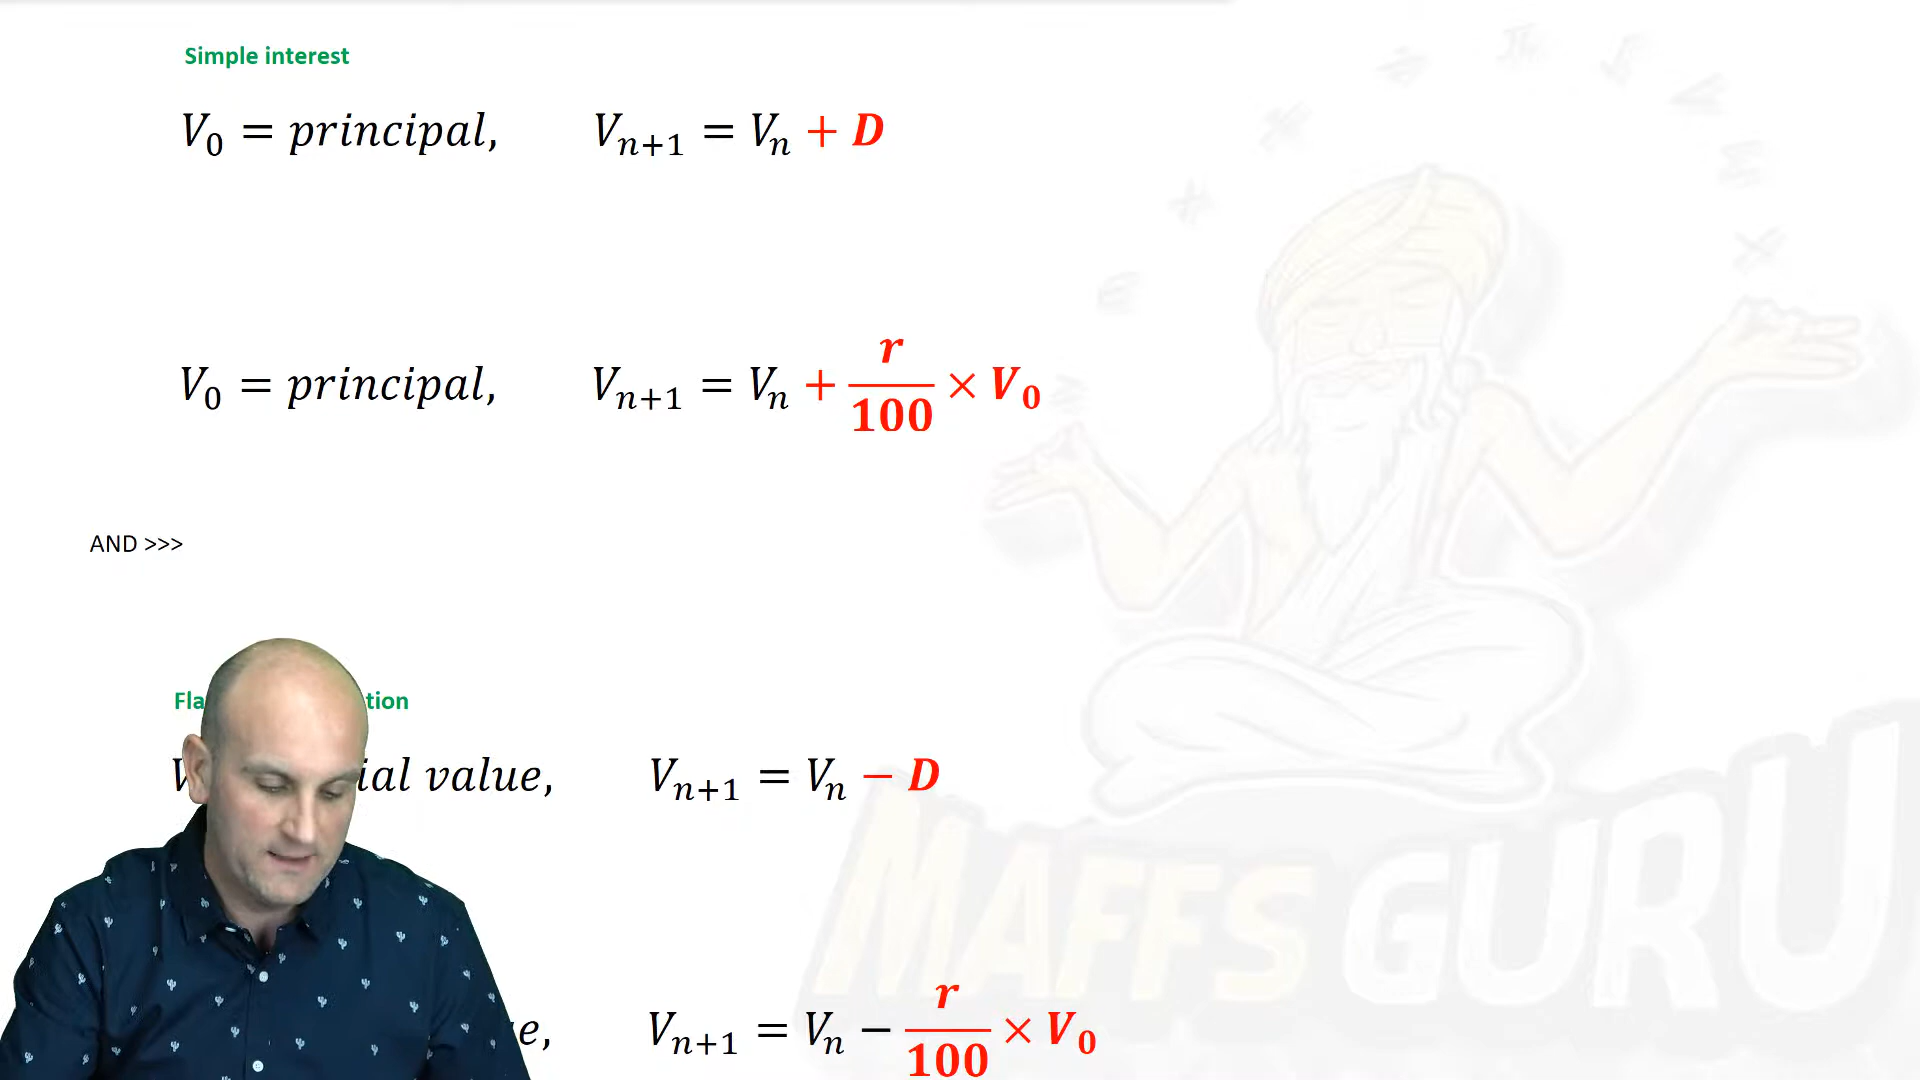 Simple interest
V₀ = principal, Vₙ₊₁ = Vₙ + D
V₀ = principal, Vₙ₊₁ = Vₙ + r/100 × V₀
AND >>>
Fla tion
V ial value, Vₙ₊₁ = Vₙ − D
e, Vₙ₊₁ = Vₙ − r/100 × V₀
MAFFS GURU